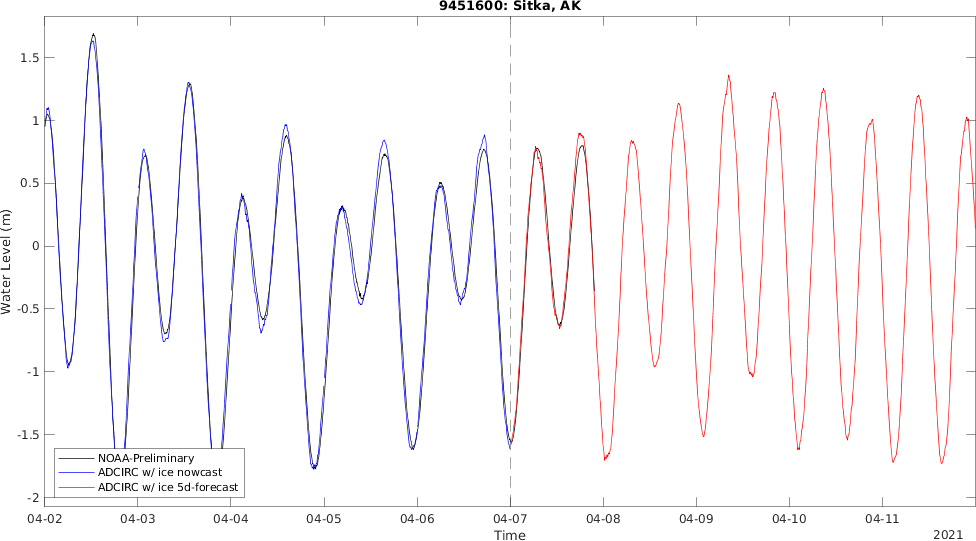 9451600: Sitka, AK
Water Level (m)
1.5
1
0.5
0
-0.5
-1
-1.5
-2
NOAA-Preliminary
ADCIRC w/ ice nowcast
ADCIRC w/ ice 5d-forecast
04-02 04-03 04-04 04-05 04-06 04-07 04-08 04-09 04-10 04-11
Time
2021